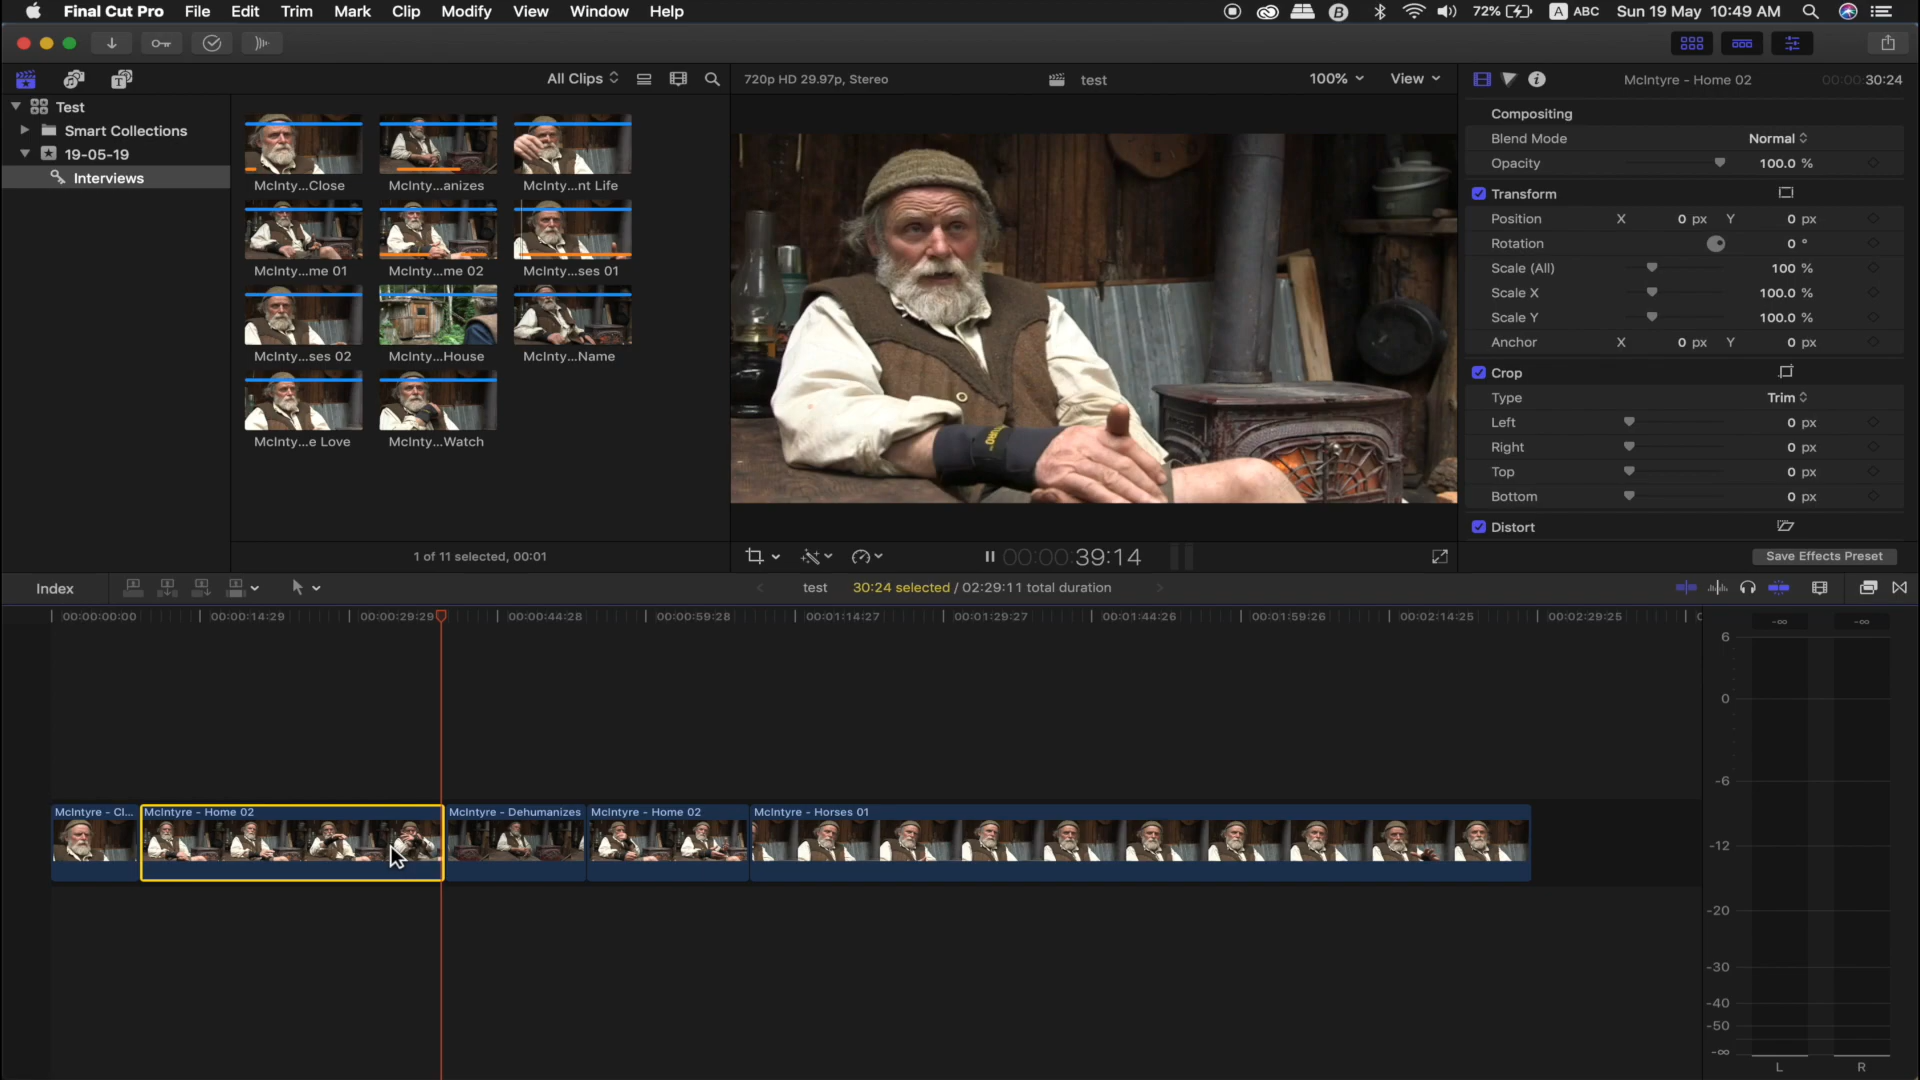 Final Cut Pro File Edit Trim Mark Clip Modify View Window Help 72% A ABC Sun 19 May 10:49 AM
All Clips 720p HD 29.97p, Stereo test 100% View McIntyre - Home 02 00:00:30:24
Test
Smart Collections
19-05-19
Interviews
McInty...Close McInty...anizes McInty...nt Life
McInty...me 01 McInty...me 02 McInty...ses 01
McInty...ses 02 McInty...House McInty...Name
McInty...e Love McInty...Watch
1 of 11 selected, 00:01
00:00:39:14
Compositing
Blend Mode Normal
Opacity 100.0 %
Transform
Position X 0 px Y 0 px
Rotation 0 °
Scale (All) 100 %
Scale X 100.0 %
Scale Y 100.0 %
Anchor X 0 px Y 0 px
Crop
Type Trim
Left 0 px
Right 0 px
Top 0 px
Bottom 0 px
Distort
Save Effects Preset
Index test 30:24 selected / 02:29:11 total duration
00:00:00:00 00:00:14:29 00:00:29:29 00:00:44:28 00:00:59:28 00:01:14:27 00:01:29:27 00:01:44:26 00:01:59:26 00:02:14:25 00:02:29:25
McIntyre - Cl... McIntyre - Home 02 McIntyre - Dehumanizes McIntyre - Home 02 McIntyre - Horses 01
-∞ -∞
6
0
-6
-12
-20
-30
-40
-50
-∞
L R